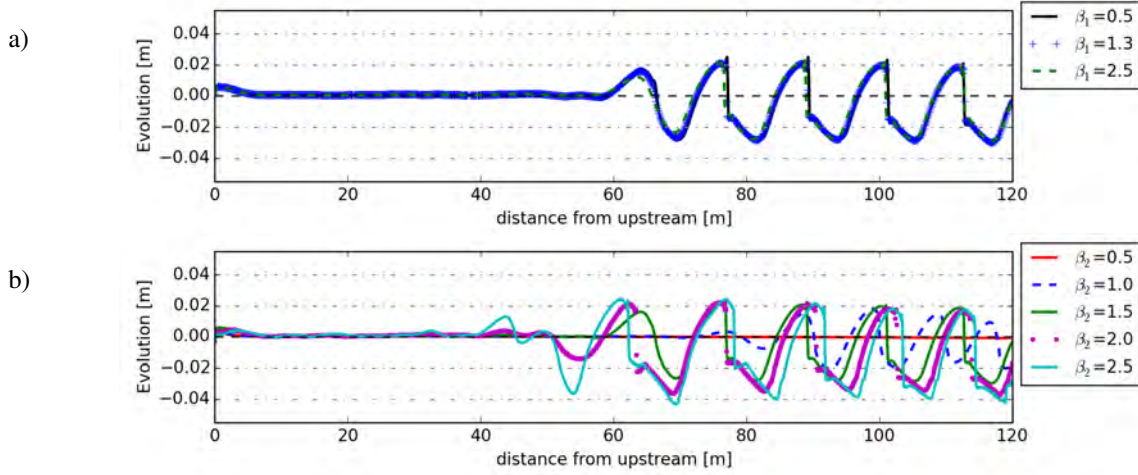 a)
Evolution [m]
0.04
0.02
0.00
−0.02
−0.04
0 20 40 60 80 100 120
distance from upstream [m]
β₁=0.5
β₁=1.3
β₁=2.5
b)
Evolution [m]
0.04
0.02
0.00
−0.02
−0.04
0 20 40 60 80 100 120
distance from upstream [m]
β₂=0.5
β₂=1.0
β₂=1.5
β₂=2.0
β₂=2.5